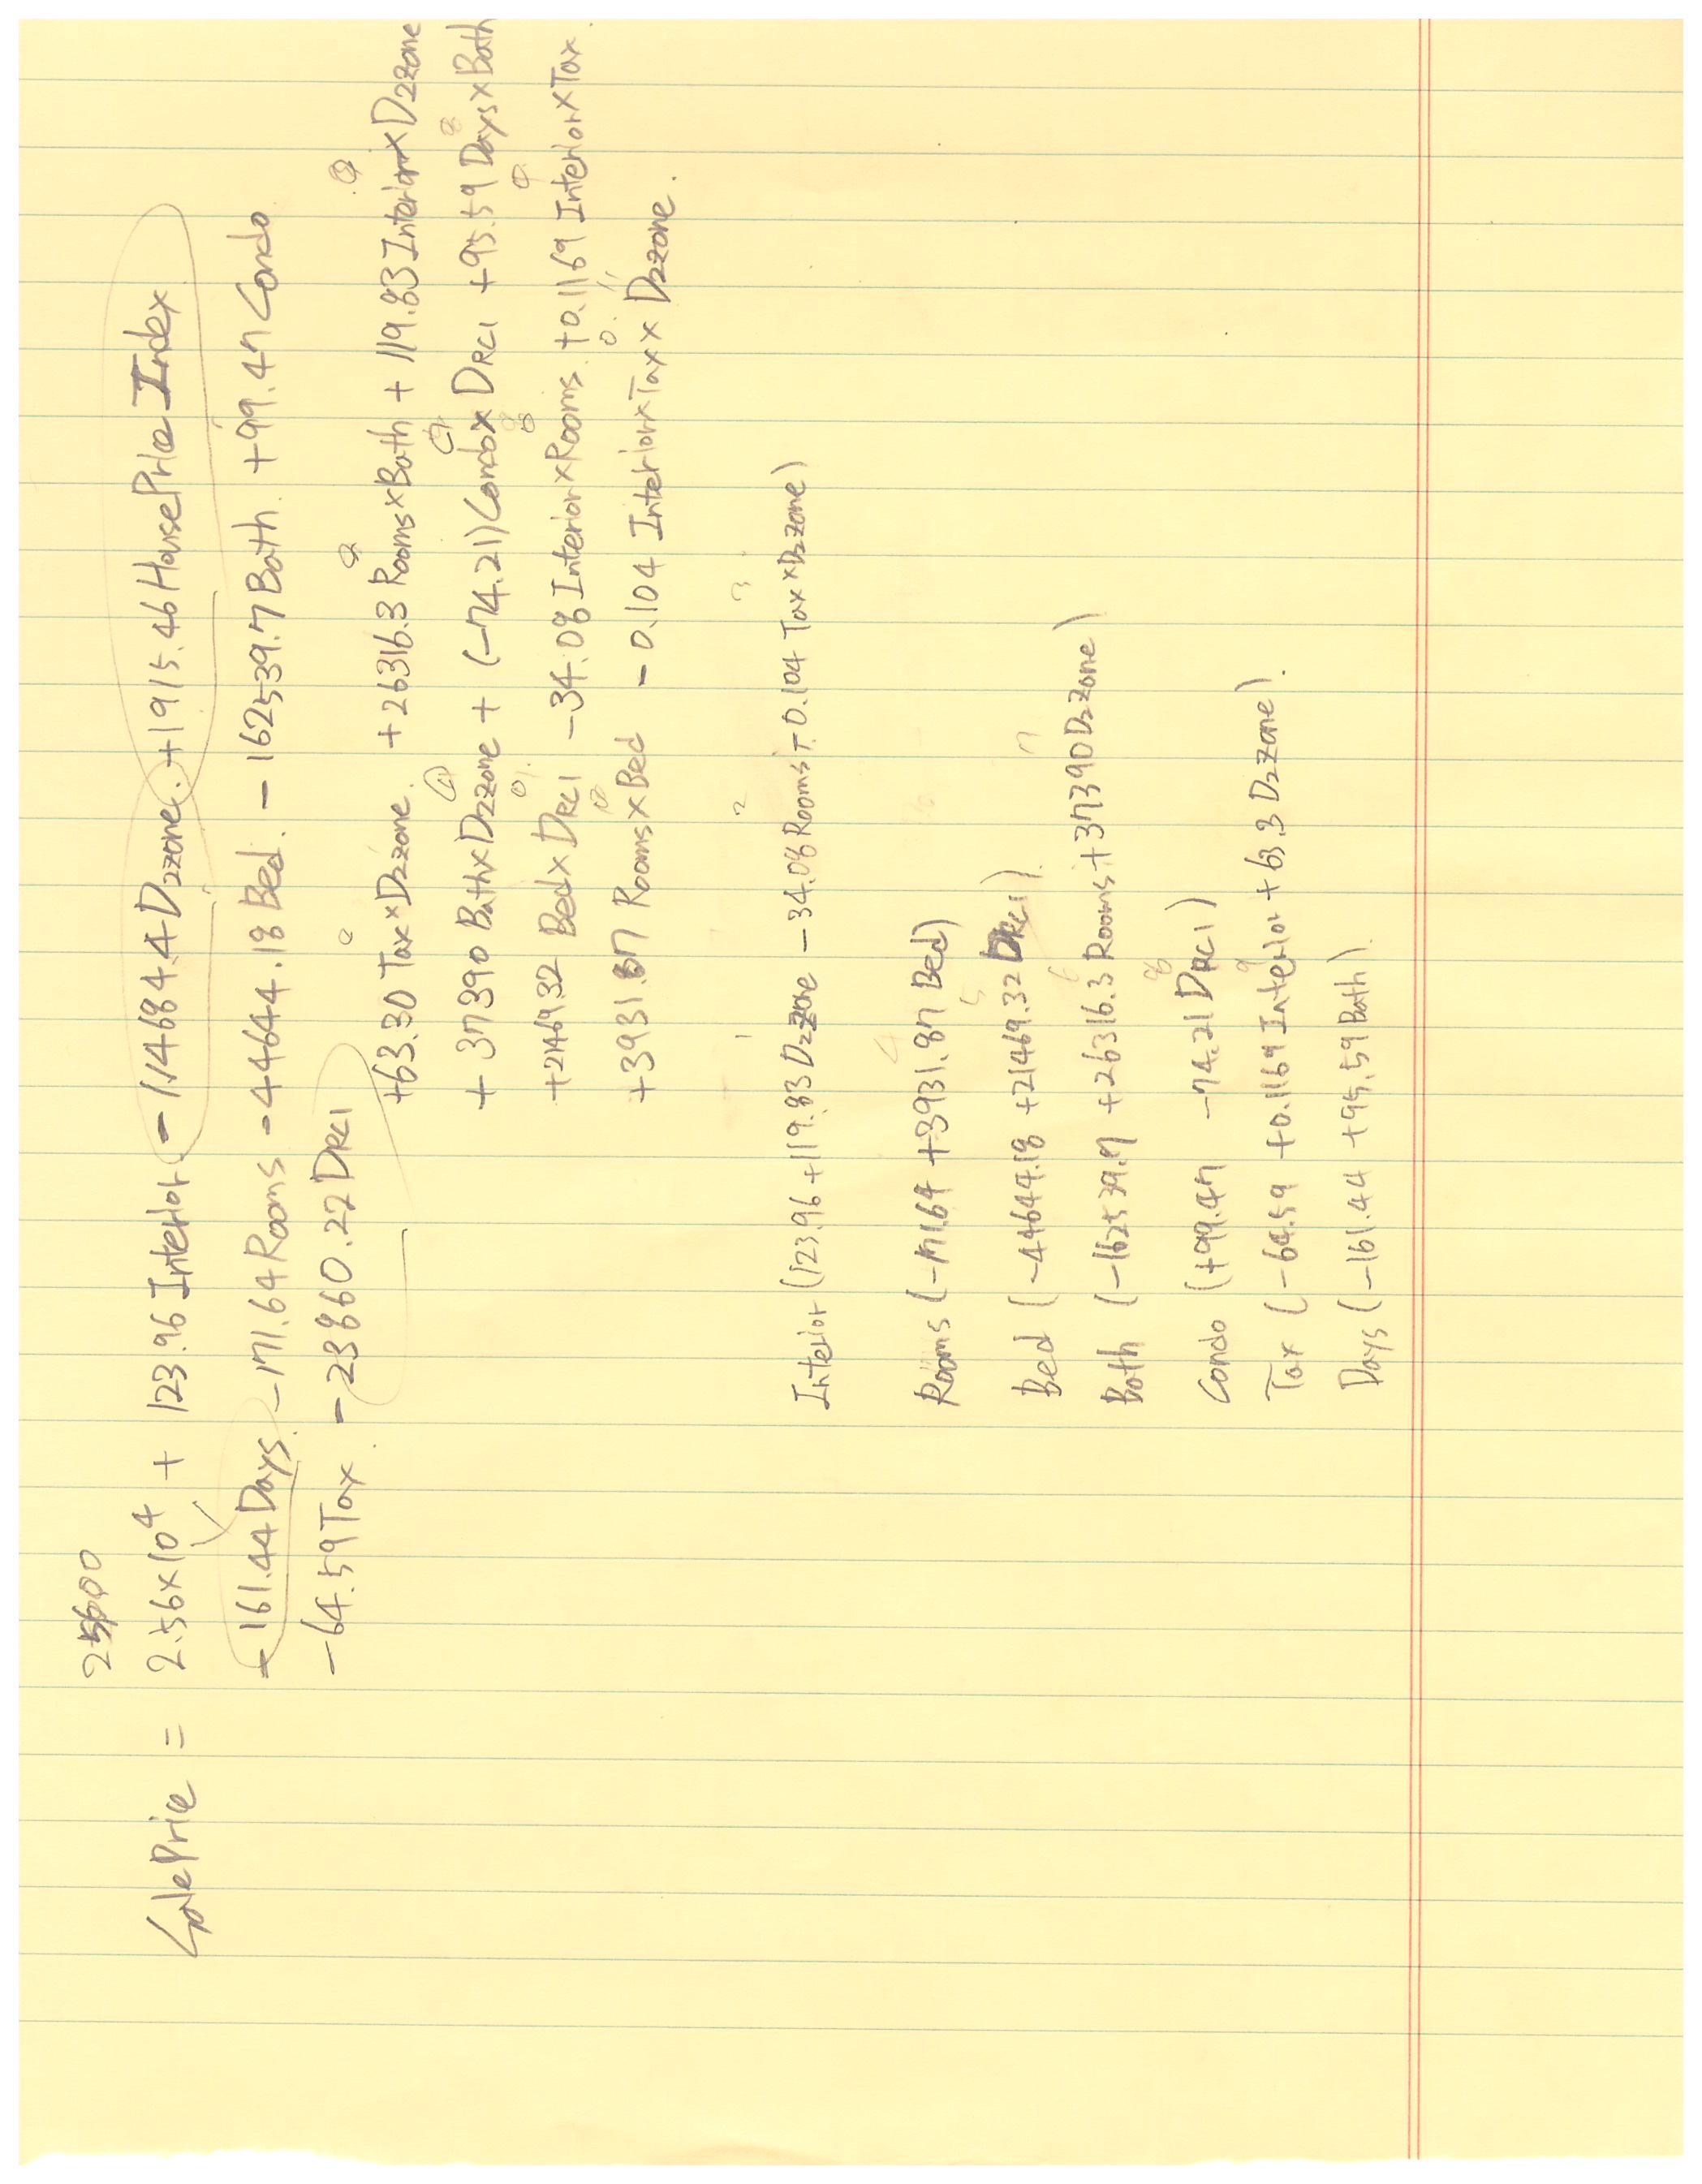 25600
SalePrice = 2.56×10⁴ + 123.96 Interior - 114684.4 D2zone. +1915.46 HousePrice Index
-161.44 Days. -171.64 Rooms -44644.18 Bed. -162539.7 Bath. +99.47 Condo
-64.59 Tax. -23860.22 DRC1
+63.30 Tax×D2zone. +26316.3 Rooms×Bath + 119.83 Interior×D2zone
+ 37390 Bath×D2zone + (-74.21) Condo× DRC1 +95.59 Days×Bath
+21469.32 Bed× DRC1 -34.08 Interior×Rooms. +0.1169 Interior×Tax.
+3931.87 Rooms×Bed -0.104 Interior×Tax× D2zone.
1 2 3
Interior (123.96 +119.83 D2zone -34.08 Rooms - 0.104 Tax×D2zone)
4
Rooms (-171.64 +3931.87 Bed)
5
Bed (-44644.18 +21469.32 DRC1).
6 7
Bath (-162539.7 +26316.3 Rooms +37390 D2zone)
8
Condo (+99.47 -74.21 DRC1)
9
Tax (-64.59 +0.1169 Interior +63.3 D2zone).
Days (-161.44 +95.59 Bath).